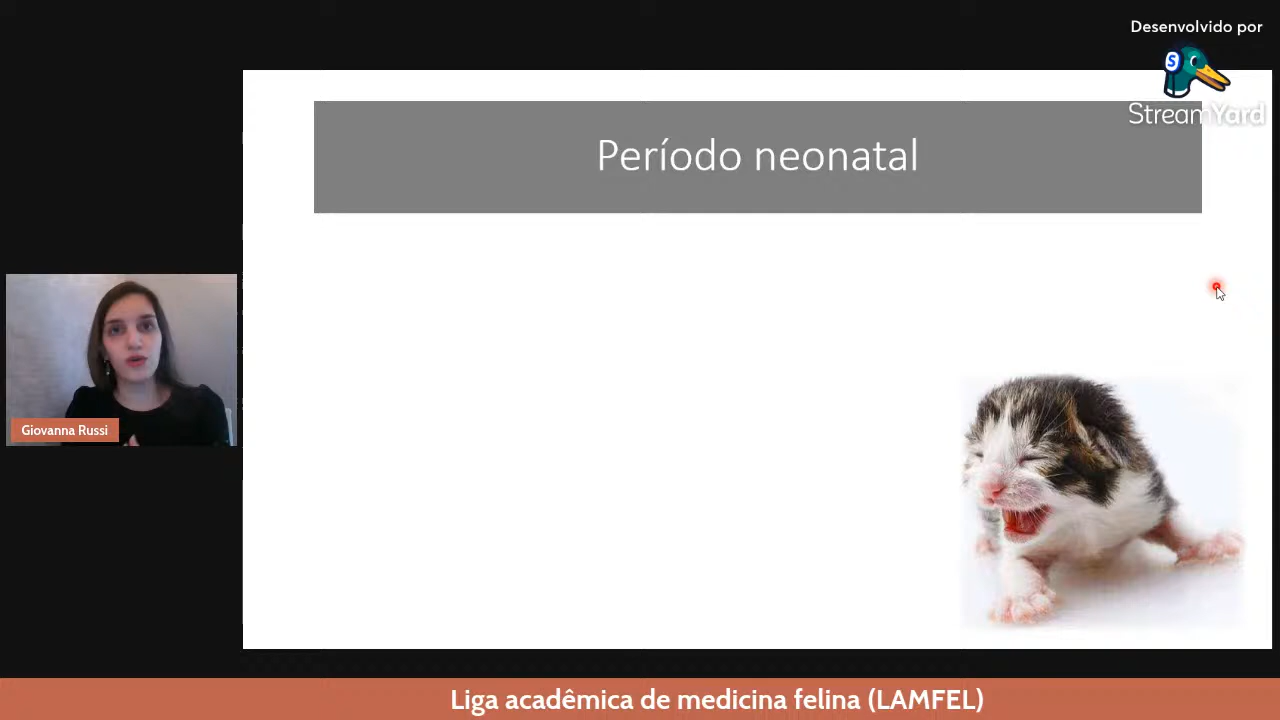 Desenvolvido por
S
StreamYard
Período neonatal
Giovanna Russi
Liga acadêmica de medicina felina (LAMFEL)